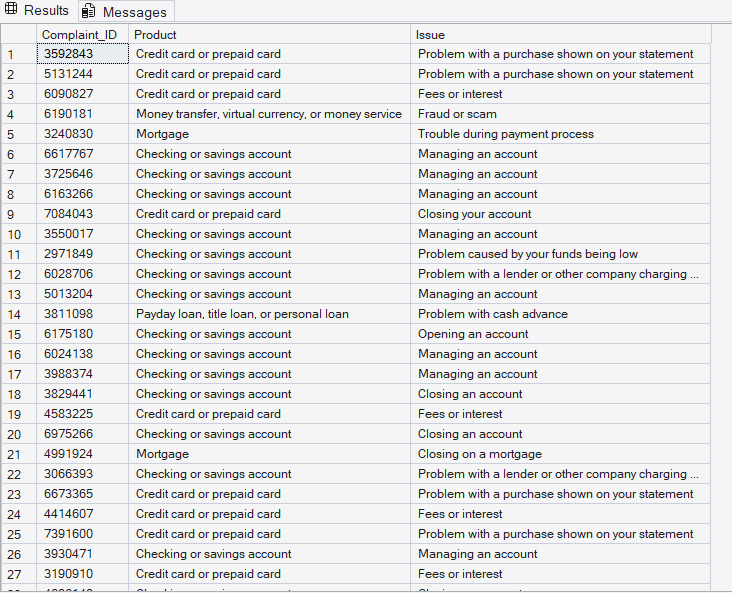 Results Messages
Complaint_ID Product Issue
1 3592843 Credit card or prepaid card Problem with a purchase shown on your statement
2 5131244 Credit card or prepaid card Problem with a purchase shown on your statement
3 6090827 Credit card or prepaid card Fees or interest
4 6190181 Money transfer, virtual currency, or money service Fraud or scam
5 3240830 Mortgage Trouble during payment process
6 6617767 Checking or savings account Managing an account
7 3725646 Checking or savings account Managing an account
8 6163266 Checking or savings account Managing an account
9 7084043 Credit card or prepaid card Closing your account
10 3550017 Checking or savings account Managing an account
11 2971849 Checking or savings account Problem caused by your funds being low
12 6028706 Checking or savings account Problem with a lender or other company charging ...
13 5013204 Checking or savings account Managing an account
14 3811098 Payday loan, title loan, or personal loan Problem with cash advance
15 6175180 Checking or savings account Opening an account
16 6024138 Checking or savings account Managing an account
17 3988374 Checking or savings account Managing an account
18 3829441 Checking or savings account Closing an account
19 4583225 Credit card or prepaid card Fees or interest
20 6975266 Checking or savings account Closing an account
21 4991924 Mortgage Closing on a mortgage
22 3066393 Checking or savings account Problem with a lender or other company charging ...
23 6673365 Credit card or prepaid card Problem with a purchase shown on your statement
24 4414607 Credit card or prepaid card Fees or interest
25 7391600 Credit card or prepaid card Problem with a purchase shown on your statement
26 3930471 Checking or savings account Managing an account
27 3190910 Credit card or prepaid card Fees or interest